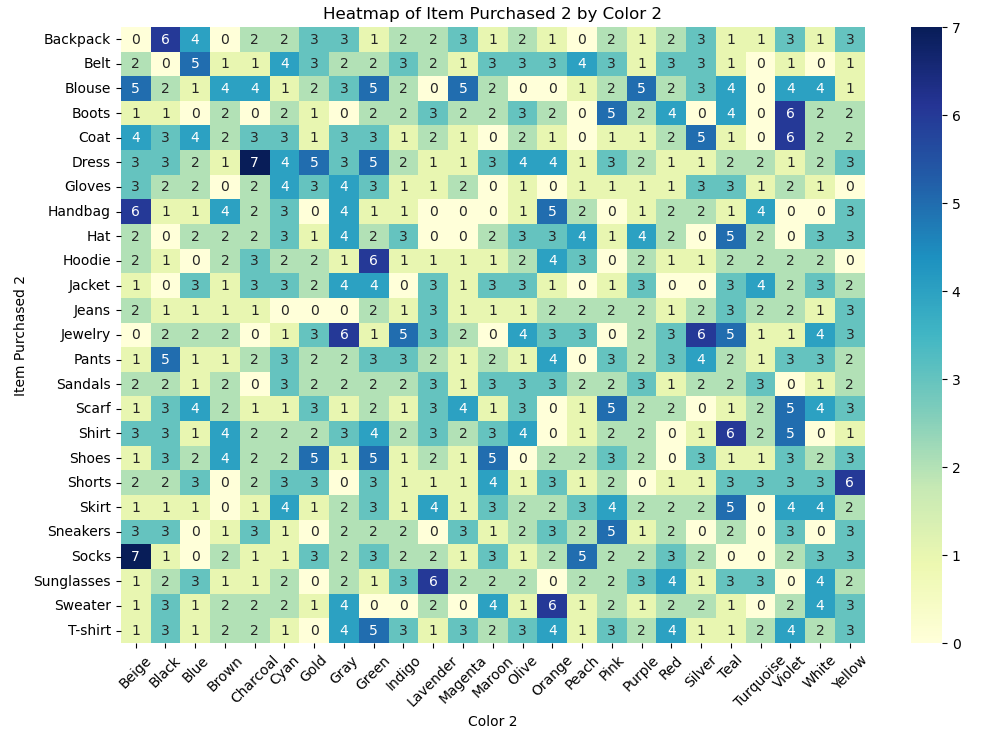 Heatmap of Item Purchased 2 by Color 2
Item Purchased 2
Backpack 0 6 4 0 2 2 3 3 1 2 2 3 1 2 1 0 2 1 2 3 1 1 3 1 3
Belt 2 0 5 1 1 4 3 2 2 3 2 1 3 3 3 4 3 1 3 3 1 0 1 0 1
Blouse 5 2 1 4 4 1 2 3 5 2 0 5 2 0 0 1 2 5 2 3 4 0 4 4 1
Boots 1 1 0 2 0 2 1 0 2 2 3 2 2 3 2 0 5 2 4 0 4 0 6 2 2
Coat 4 3 4 2 3 3 1 3 3 1 2 1 0 2 1 0 1 1 2 5 1 0 6 2 2
Dress 3 3 2 1 7 4 5 3 5 2 1 1 3 4 4 1 3 2 1 1 2 2 1 2 3
Gloves 3 2 2 0 2 4 3 4 3 1 1 2 0 1 0 1 1 1 1 3 3 1 2 1 0
Handbag 6 1 1 4 2 3 0 4 1 1 0 0 0 1 5 2 0 1 2 2 1 4 0 0 3
Hat 2 0 2 2 2 3 1 4 2 3 0 0 2 3 3 4 1 4 2 0 5 2 0 3 3
Hoodie 2 1 0 2 3 2 2 1 6 1 1 1 1 2 4 3 0 2 1 1 2 2 2 2 0
Jacket 1 0 3 1 3 3 2 4 4 0 3 1 3 3 1 0 1 3 0 0 3 4 2 3 2
Jeans 2 1 1 1 1 0 0 0 2 1 3 1 1 1 2 2 2 2 1 2 3 2 2 1 3
Jewelry 0 2 2 2 0 1 3 6 1 5 3 2 0 4 3 3 0 2 3 6 5 1 1 4 3
Pants 1 5 1 1 2 3 2 2 3 3 2 1 2 1 4 0 3 2 3 4 2 1 3 3 2
Sandals 2 2 1 2 0 3 2 2 2 2 3 1 3 3 3 2 2 3 1 2 2 3 0 1 2
Scarf 1 3 4 2 1 1 3 1 2 1 3 4 1 3 0 1 5 2 2 0 1 2 5 4 3
Shirt 3 3 1 4 2 2 2 3 4 2 3 2 3 4 0 1 2 2 0 1 6 2 5 0 1
Shoes 1 3 2 4 2 2 5 1 5 1 2 1 5 0 2 2 3 2 0 3 1 1 3 2 3
Shorts 2 2 3 0 2 3 3 0 3 1 1 1 4 1 3 1 2 0 1 1 3 3 3 3 6
Skirt 1 1 1 0 1 4 1 2 3 1 4 1 3 2 2 3 4 2 2 2 5 0 4 4 2
Sneakers 3 3 0 1 3 1 0 2 2 2 0 3 1 2 3 2 5 1 2 0 2 0 3 0 3
Socks 7 1 0 2 1 1 3 2 3 2 2 1 3 1 2 5 2 2 3 2 0 0 2 3 3
Sunglasses 1 2 3 1 1 2 0 2 1 3 6 2 2 2 0 2 2 3 4 1 3 3 0 4 2
Sweater 1 3 1 2 2 2 1 4 0 0 2 0 4 1 6 1 2 1 2 2 1 0 2 4 3
T-shirt 1 3 1 2 2 1 0 4 5 3 1 3 2 3 4 1 3 2 4 1 1 2 4 2 3
Beige Black Blue Brown Charcoal Cyan Gold Gray Green Indigo Lavender Magenta Maroon Olive Orange Peach Pink Purple Red Silver Teal Turquoise Violet White Yellow
Color 2
7
6
5
4
3
2
1
0